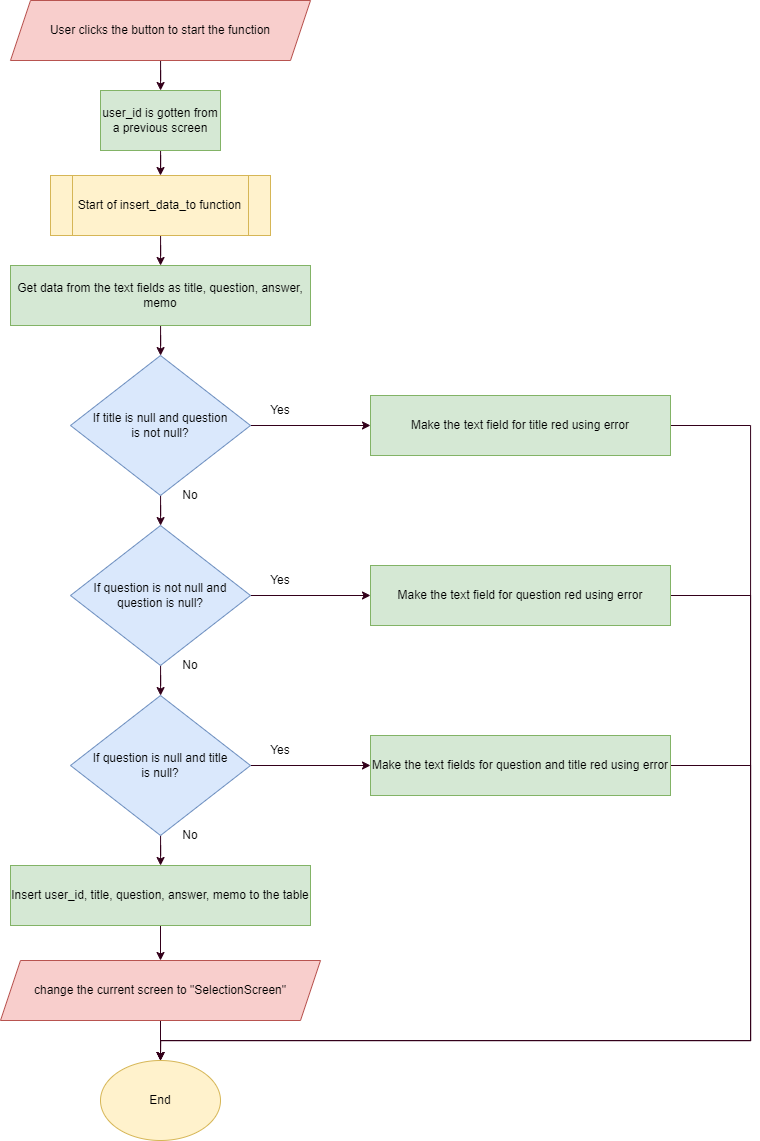 User clicks the button to start the function
user_id is gotten from
a previous screen
Start of insert_data_to function
Get data from the text fields as title, question, answer,
memo
If title is null and question
is not null?
Yes
Make the text field for title red using error
No
If question is not null and
question is null?
Yes
Make the text field for question red using error
No
If question is null and title
is null?
Yes
Make the text fields for question and title red using error
No
Insert user_id, title, question, answer, memo to the table
change the current screen to "SelectionScreen"
End